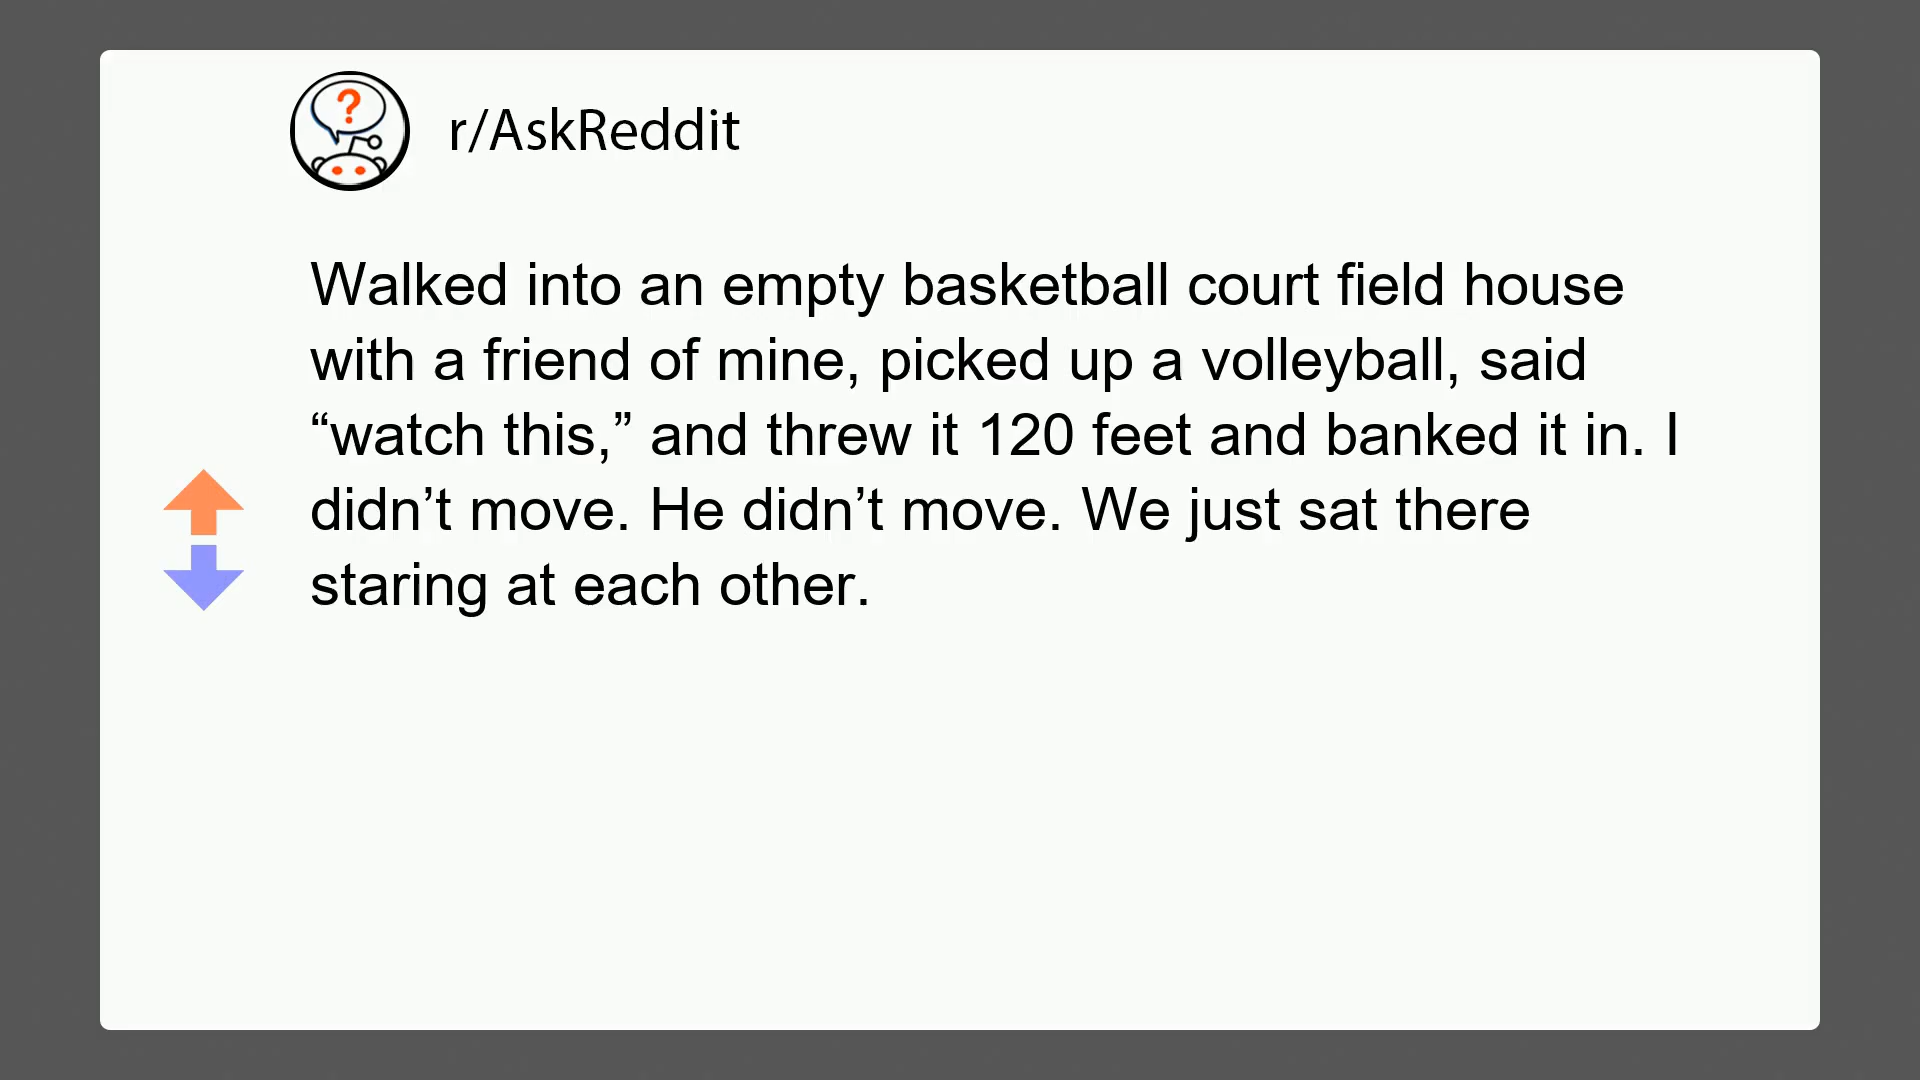 ?
r/AskReddit
Walked into an empty basketball court field house
with a friend of mine, picked up a volleyball, said
“watch this,” and threw it 120 feet and banked it in. I
didn’t move. He didn’t move. We just sat there
staring at each other.